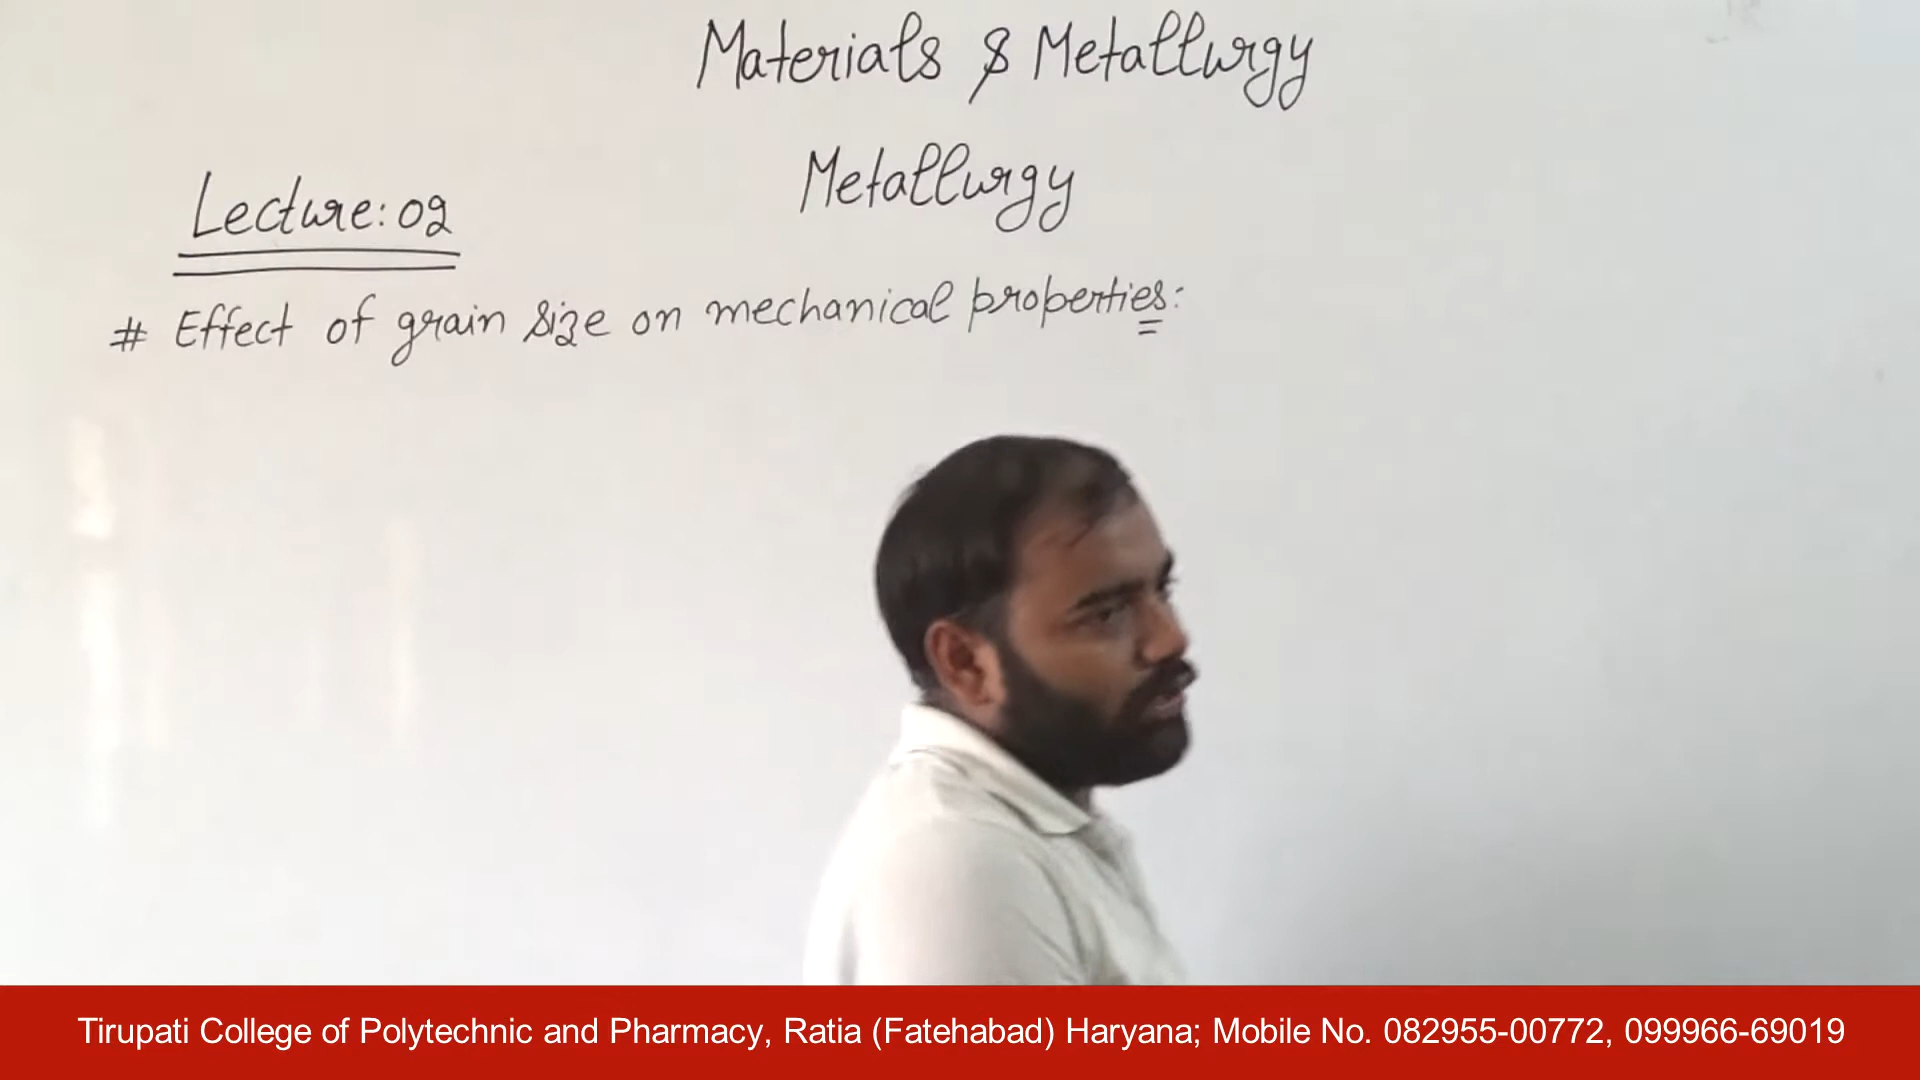 Materials & Metallurgy
Metallurgy
Lecture: 02
# Effect of grain size on mechanical properties:
Tirupati College of Polytechnic and Pharmacy, Ratia (Fatehabad) Haryana; Mobile No. 082955-00772, 099966-69019